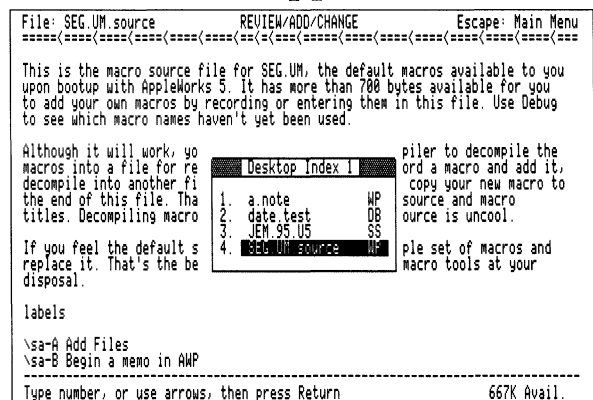 File: SEG.UM.source REVIEW/ADD/CHANGE Escape: Main Menu
=====<====<====<====<====<====<==<=<==<====<====<====<====<====<====<====<===
This is the macro source file for SEG.UM, the default macros available to you
upon bootup with AppleWorks 5. It has more than 700 bytes available for you
to add your own macros by recording or entering them in this file. Use Debug
to see which macro names haven't yet been used.
Although it will work, yo piler to decompile the
macros into a file for re ord a macro and add it,
decompile into another fi copy your new macro to
the end of this file. Tha source and macro
titles. Decompiling macro ource is uncool.
If you feel the default s ple set of macros and
replace it. That's the be macro tools at your
disposal.
Desktop Index 1
1. a.note WP
2. date.test DB
3. JEM.95.U5 SS
4. SEG.UM source WP
labels
\sa-A Add Files
\sa-B Begin a memo in AWP
Type number, or use arrows, then press Return 667K Avail.